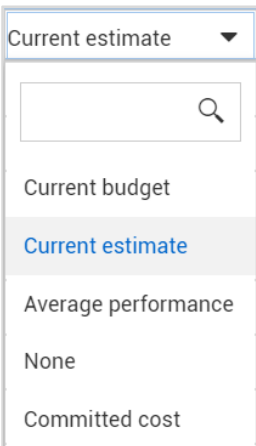 Current estimate
Current budget
Current estimate
Average performance
None
Committed cost